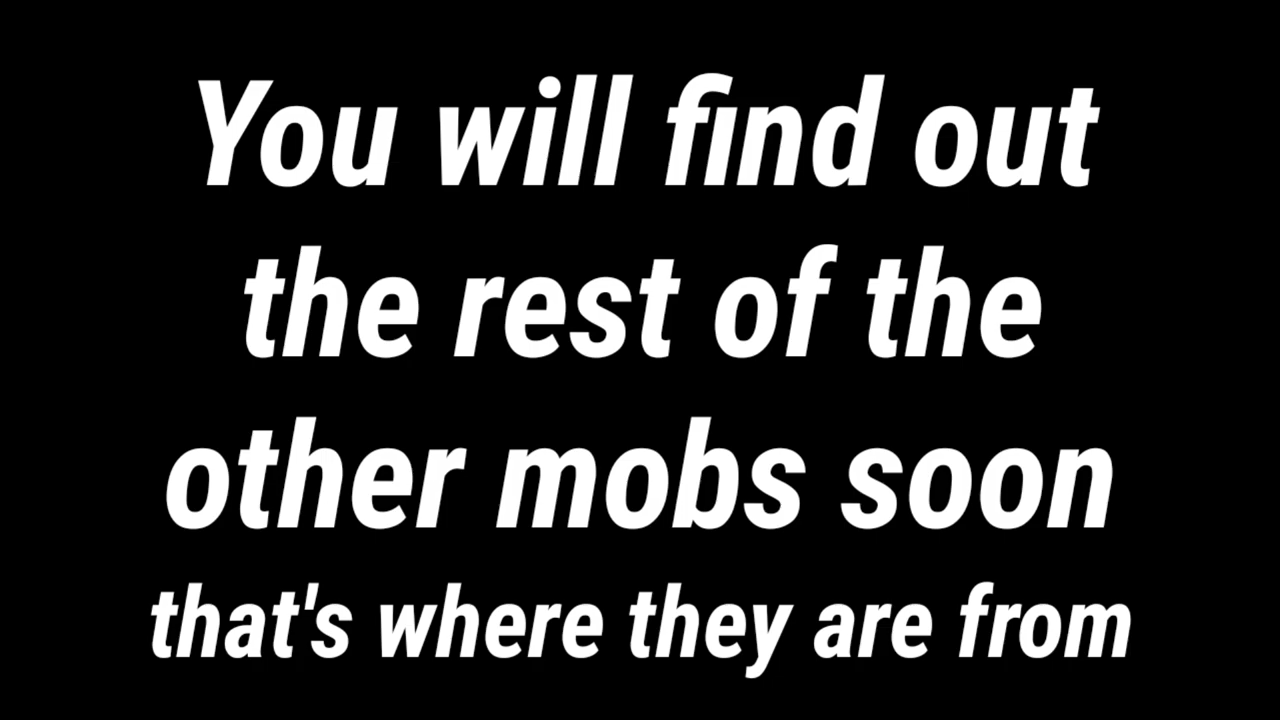 You will find out
the rest of the
other mobs soon
that's where they are from